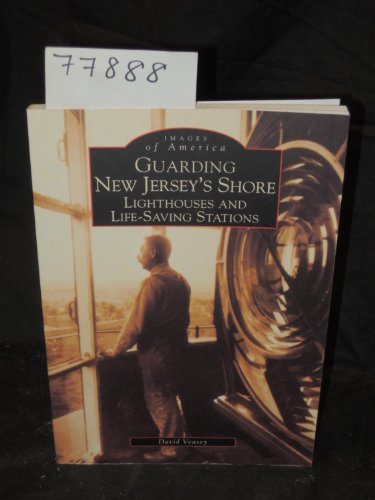 77888
IMAGES
of America
GUARDING
NEW JERSEY'S SHORE
LIGHTHOUSES AND
LIFE-SAVING STATIONS
David Veasey